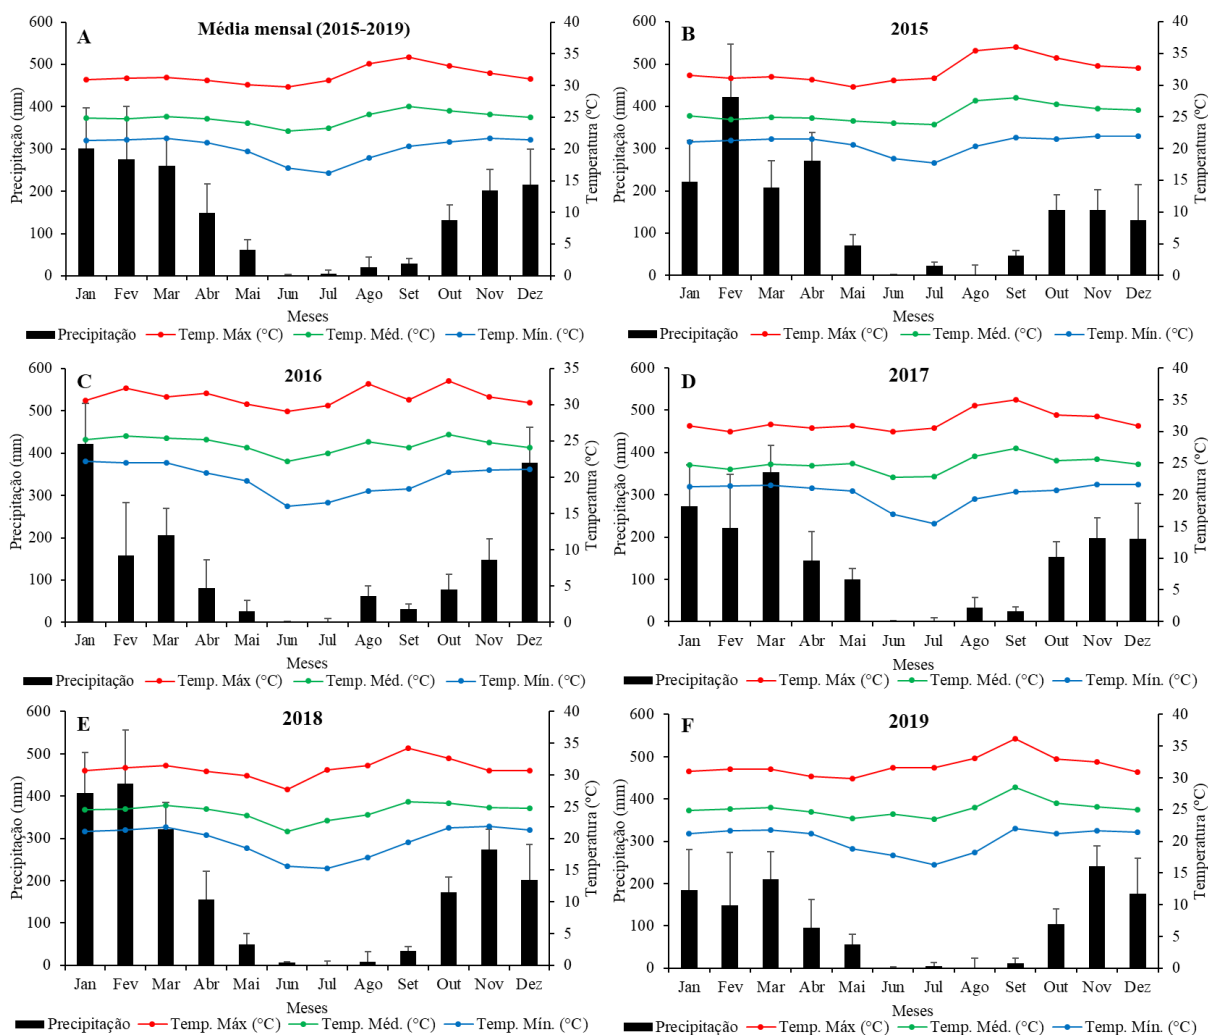 A
Média mensal (2015-2019)
Precipitação (mm)
600
500
400
300
200
100
0
40
35
30
25
20
15
10
5
0
Temperatura (ºC)
Jan Fev Mar Abr Mai Jun Jul Ago Set Out Nov Dez
Meses
Precipitação Temp. Máx (°C) Temp. Méd. (°C) Temp. Mín. (°C)
B
2015
Precipitação (mm)
600
500
400
300
200
100
0
40
35
30
25
20
15
10
5
0
Temperatura (ºC)
Jan Fev Mar Abr Mai Jun Jul Ago Set Out Nov Dez
Meses
Precipitação Temp. Máx (°C) Temp. Méd. (°C) Temp. Mín. (°C)
C
2016
Precipitação (mm)
600
500
400
300
200
100
0
35
30
25
20
15
10
5
0
Temperatura (ºC)
Jan Fev Mar Abr Mai Jun Jul Ago Set Out Nov Dez
Meses
Precipitação Temp. Máx (°C) Temp. Méd. (°C) Temp. Mín. (°C)
D
2017
Precipitação (mm)
600
500
400
300
200
100
0
40
35
30
25
20
15
10
5
0
Temperatura (ºC)
Jan Fev Mar Abr Mai Jun Jul Ago Set Out Nov Dez
Meses
Precipitação Temp. Máx (°C) Temp. Méd. (°C) Temp. Mín. (°C)
E
2018
Precipitação (mm)
600
500
400
300
200
100
0
40
35
30
25
20
15
10
5
0
Temperatura (ºC)
Jan Fev Mar Abr Mai Jun Jul Ago Set Out Nov Dez
Meses
Precipitação Temp. Máx (°C) Temp. Méd. (°C) Temp. Mín. (°C)
F
2019
Precipitação (mm)
600
500
400
300
200
100
0
40
35
30
25
20
15
10
5
0
Temperatura (ºC)
Jan Fev Mar Abr Mai Jun Jul Ago Set Out Nov Dez
Meses
Precipitação Temp. Máx (°C) Temp. Méd. (°C) Temp. Mín. (°C)